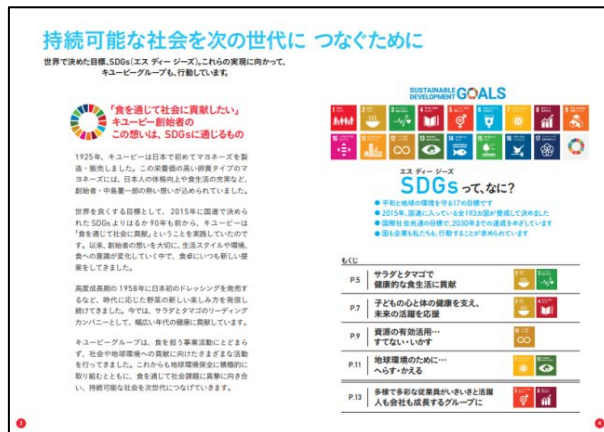 持続可能な社会を次の世代に つなぐために
世界で決めた目標、SDGs(エス ディー ジーズ)。これらの実現に向かって、
キユーピーグループも、行動しています。
「食を通じて社会に貢献したい」
キユーピー創始者の
この想いは、SDGsに通じるもの
1925年、キユーピーは日本で初めてマヨネーズを製
造・販売しました。この栄養価の高い卵黄タイプのマ
ヨネーズには、日本人の体格向上や食生活の充実など、
創始者・中島董一郎の熱い想いが込められていました。
世界を良くする目標として、2015年に国連で決めら
れたSDGsよりはるか90年も前から、キユーピーは
「食を通じて社会に貢献」ということを実践していたので
す。以来、創始者の想いを大切に、生活スタイルや環境、
食への意識が変化していく中で、食卓にいつも新しい提
案をしてきました。
高度成長期の1958年に日本初のドレッシングを発売す
るなど、時代に応じた野菜の新しい楽しみ方を発信し
続けてきました。今では、サラダとタマゴのリーディング
カンパニーとして、幅広い年代の健康に貢献しています。
キユーピーグループは、食を担う事業活動にとどまら
ず、社会や地球環境への貢献に向けたさまざまな活動
を行ってきました。これからも地球環境保全に積極的に
取り組むとともに、食を通じて社会課題に真摯に向き合
い、持続可能な社会を次世代につなげていきます。
3
SUSTAINABLE
DEVELOPMENT GOALS
エス ディー ジーズ
SDGsって、なに?
● 平和と地球の環境を守る17の目標です
● 2015年、国連に入っている全193か国が賛成して決めました
● 国際社会共通の目標で、2030年までの達成をめざしています
● 国も企業も私たちも、行動することが求められています
もくじ
P.5 サラダとタマゴで
健康的な食生活に貢献
P.7 子どもの心と体の健康を支え、
未来の活躍を応援
P.9 資源の有効活用…
すてない・いかす
P.11 地球環境のために…
へらす・かえる
P.13 多様で多彩な従業員がいきいきと活躍
人も会社も成長するグループに
4